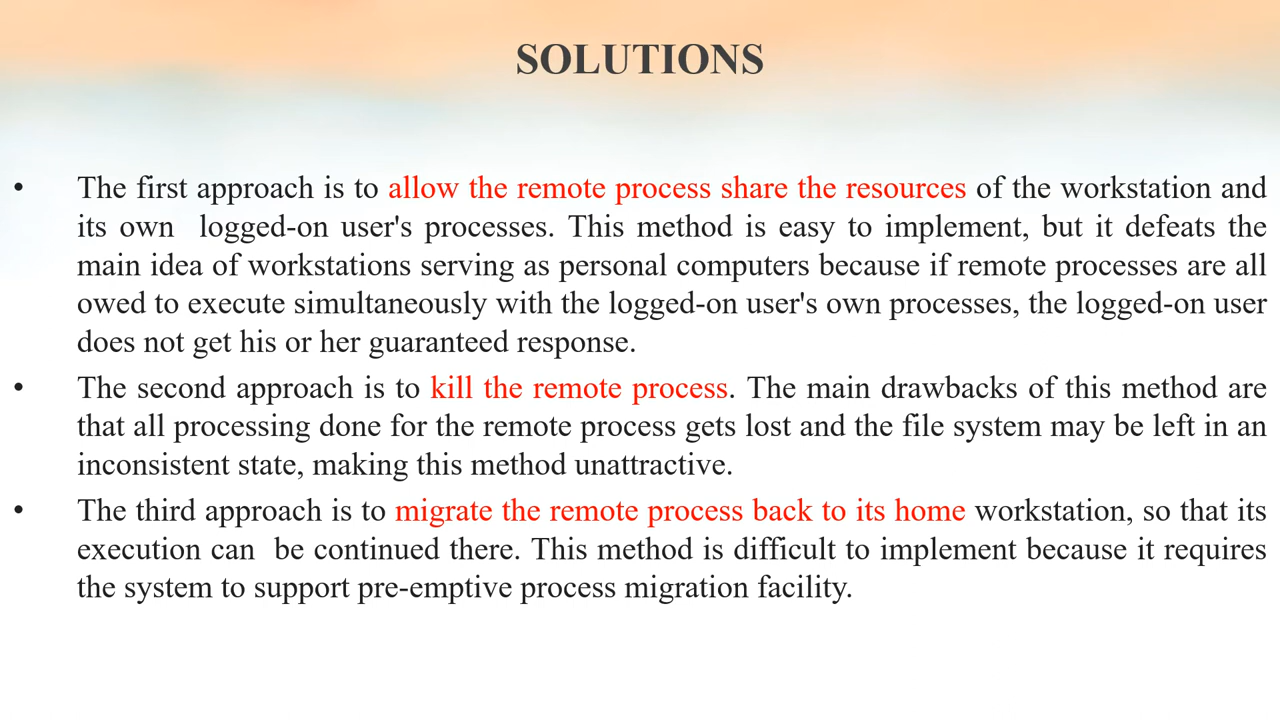 SOLUTIONS
• The first approach is to allow the remote process share the resources of the workstation and
its own  logged-on user's processes. This method is easy to implement, but it defeats the
main idea of workstations serving as personal computers because if remote processes are all
owed to execute simultaneously with the logged-on user's own processes, the logged-on user
does not get his or her guaranteed response.
• The second approach is to kill the remote process. The main drawbacks of this method are
that all processing done for the remote process gets lost and the file system may be left in an
inconsistent state, making this method unattractive.
• The third approach is to migrate the remote process back to its home workstation, so that its
execution can  be continued there. This method is difficult to implement because it requires
the system to support pre-emptive process migration facility.